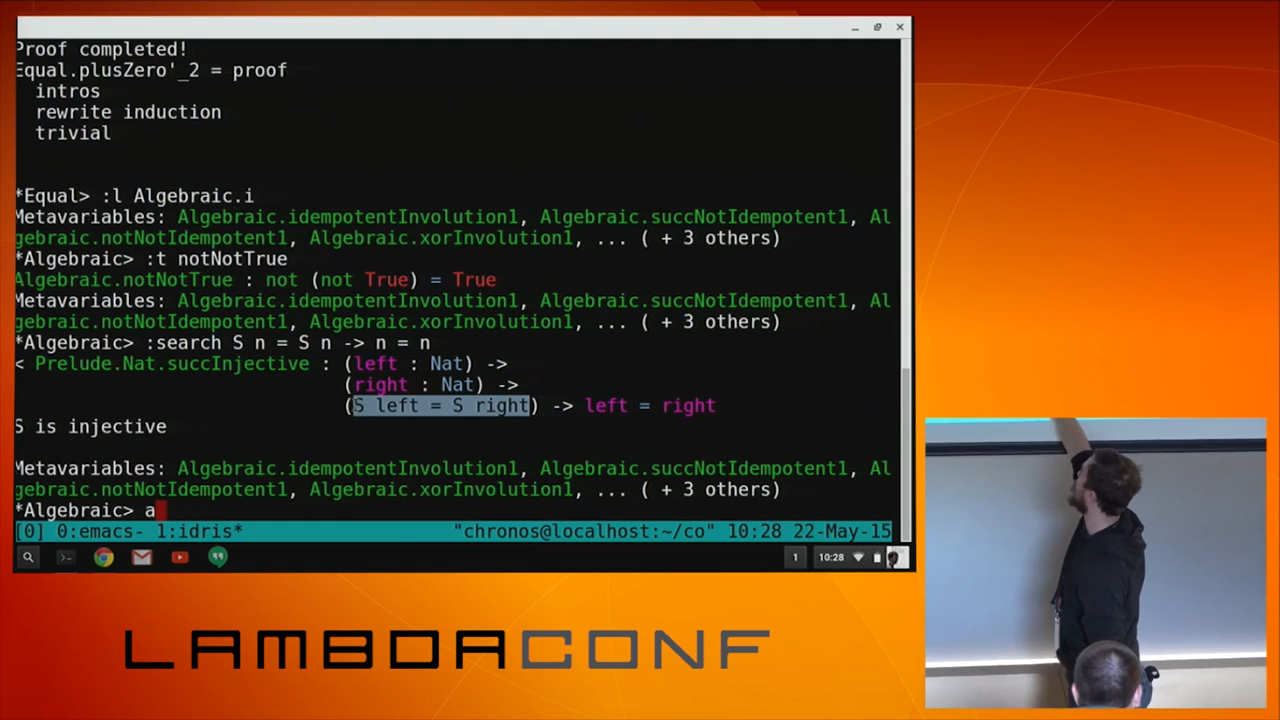 Proof completed!
Equal.plusZero'_2 = proof
intros
rewrite induction
trivial
*Equal> :l Algebraic.i
Metavariables: Algebraic.idempotentInvolution1, Algebraic.succNotIdempotent1, Al
gebraic.notNotIdempotent1, Algebraic.xorInvolution1, ... ( + 3 others)
*Algebraic> :t notNotTrue
Algebraic.notNotTrue : not (not True) = True
Metavariables: Algebraic.idempotentInvolution1, Algebraic.succNotIdempotent1, Al
gebraic.notNotIdempotent1, Algebraic.xorInvolution1, ... ( + 3 others)
*Algebraic> :search S n = S n -> n = n
< Prelude.Nat.succInjective : (left : Nat) ->
(right : Nat) ->
(S left = S right) -> left = right
S is injective
Metavariables: Algebraic.idempotentInvolution1, Algebraic.succNotIdempotent1, Al
gebraic.notNotIdempotent1, Algebraic.xorInvolution1, ... ( + 3 others)
*Algebraic> a
[0] 0:emacs- 1:idris* "chronos@localhost:~/co" 10:28 22-May-15
1 10:28
LAMBDACONF